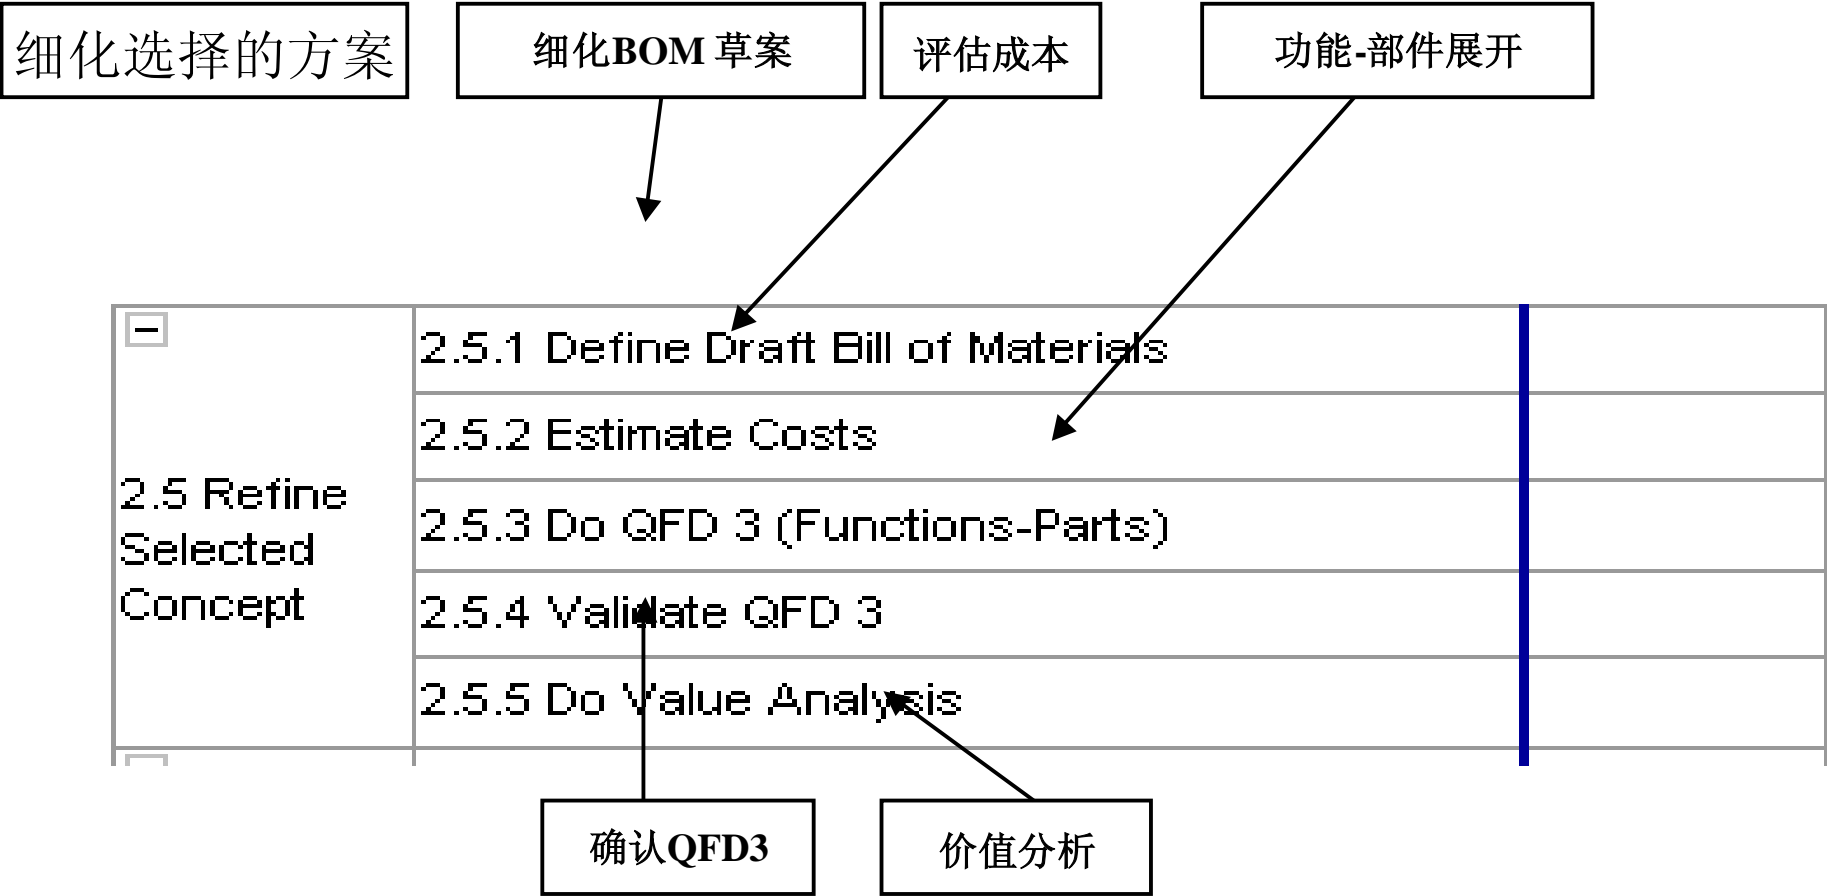 细化选择的方案
细化BOM 草案
评估成本
功能-部件展开
2.5 Refine
Selected
Concept
2.5.1 Define Draft Bill of Materials
2.5.2 Estimate Costs
2.5.3 Do QFD 3 (Functions-Parts)
2.5.4 Validate QFD 3
2.5.5 Do Value Analysis
确认QFD3
价值分析